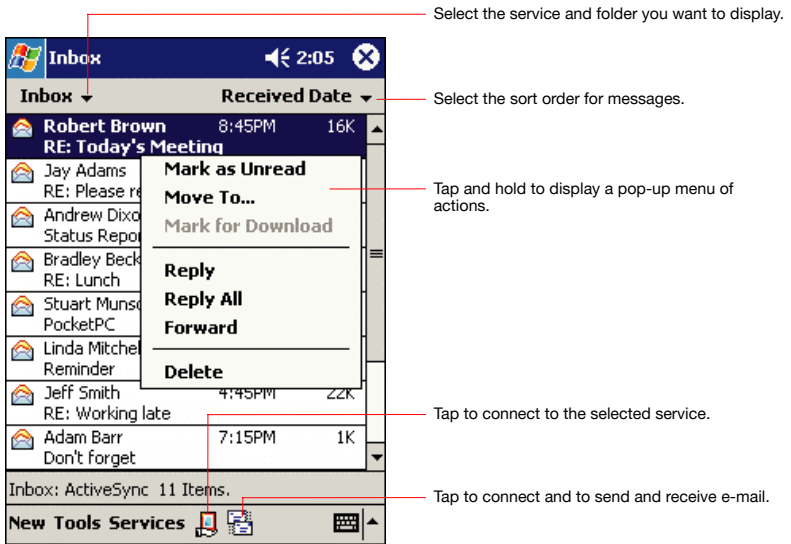 Select the service and folder you want to display.
Inbox 2:05
Inbox Received Date
Select the sort order for messages.
Robert Brown 8:45PM 16K
RE: Today's Meeting
Jay Adams
RE: Please re
Andrew Dixo
Status Repor
Bradley Beck
RE: Lunch
Stuart Munso
PocketPC
Linda Mitchel
Reminder
Mark as Unread
Move To...
Mark for Download
Reply
Reply All
Forward
Delete
Tap and hold to display a pop-up menu of
actions.
Jeff Smith 4:45PM 22K
RE: Working late
Tap to connect to the selected service.
Adam Barr 7:15PM 1K
Don't forget
Inbox: ActiveSync 11 Items.
Tap to connect and to send and receive e-mail.
New Tools Services